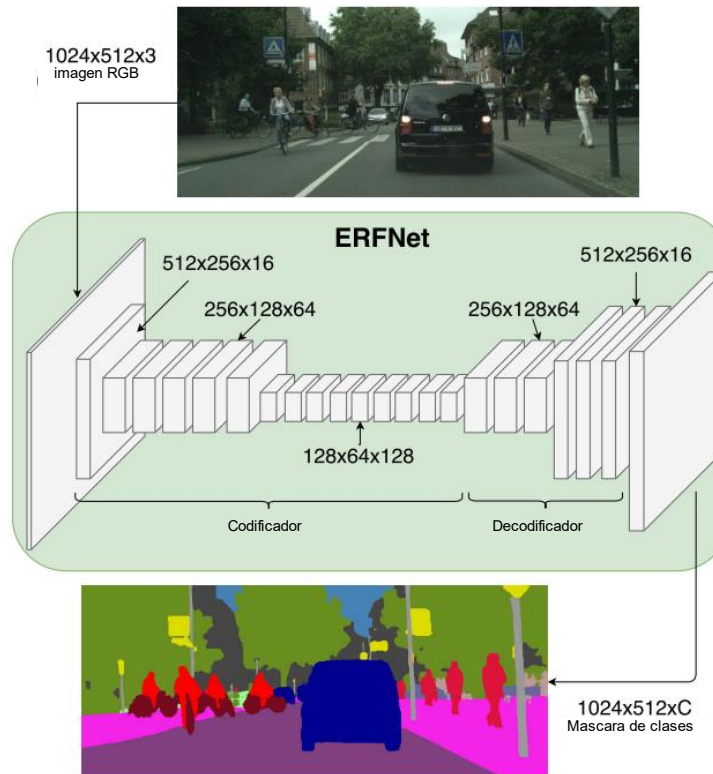 1024x512x3
imagen RGB
ERFNet
512x256x16
256x128x64
128x64x128
256x128x64
512x256x16
Codificador
Decodificador
1024x512xC
Mascara de clases